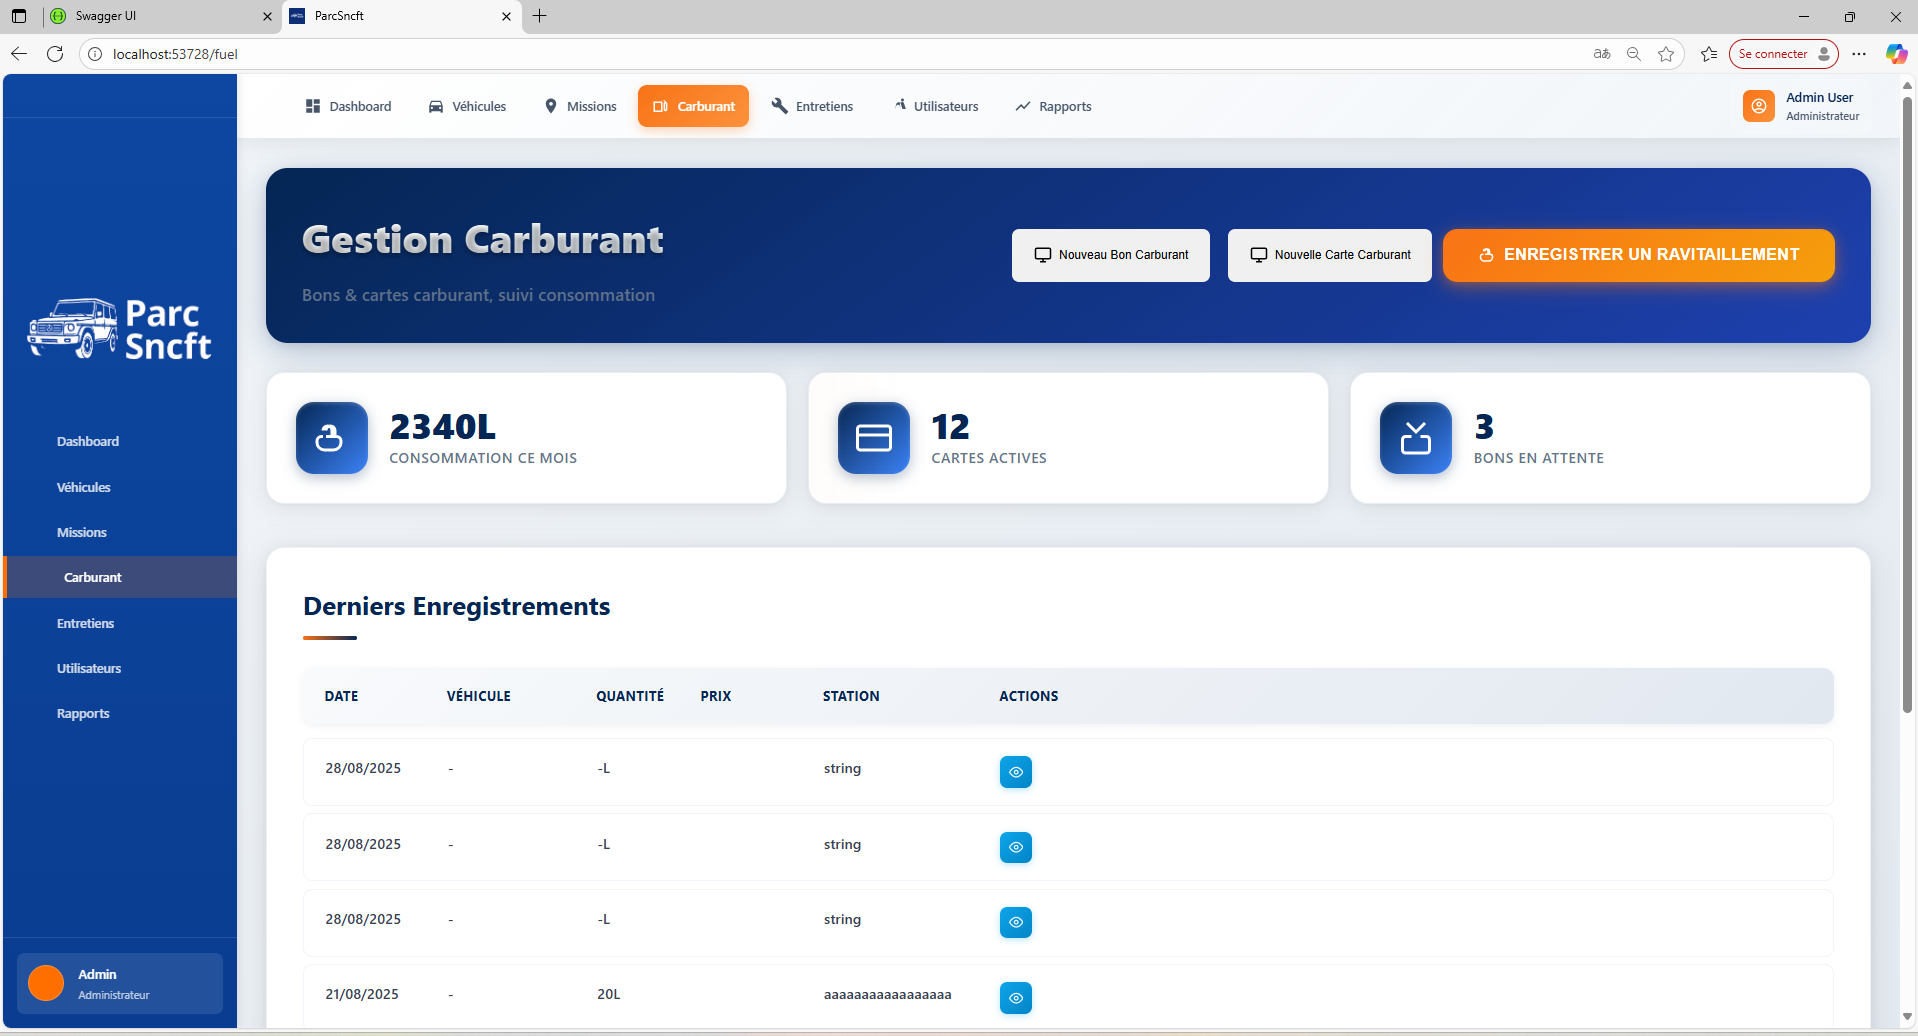 Swagger UI
ParcSncft
localhost:53728/fuel
Se connecter
Dashboard
Véhicules
Missions
Carburant
Entretiens
Utilisateurs
Rapports
Admin User
Administrateur
Parc
Sncft
Dashboard
Véhicules
Missions
Carburant
Entretiens
Utilisateurs
Rapports
Admin
Administrateur
Gestion Carburant
Bons & cartes carburant, suivi consommation
Nouveau Bon Carburant
Nouvelle Carte Carburant
ENREGISTRER UN RAVITAILLEMENT
2340L
CONSOMMATION CE MOIS
12
CARTES ACTIVES
3
BONS EN ATTENTE
Derniers Enregistrements
DATE VÉHICULE QUANTITÉ PRIX STATION ACTIONS
28/08/2025 - -L string
28/08/2025 - -L string
28/08/2025 - -L string
21/08/2025 - 20L aaaaaaaaaaaaaaaaa